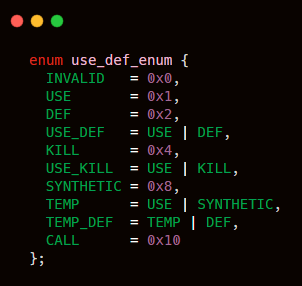 enum use_def_enum {
  INVALID   = 0x0,
  USE       = 0x1,
  DEF       = 0x2,
  USE_DEF   = USE | DEF,
  KILL      = 0x4,
  USE_KILL  = USE | KILL,
  SYNTHETIC = 0x8,
  TEMP      = USE | SYNTHETIC,
  TEMP_DEF  = TEMP | DEF,
  CALL      = 0x10
};